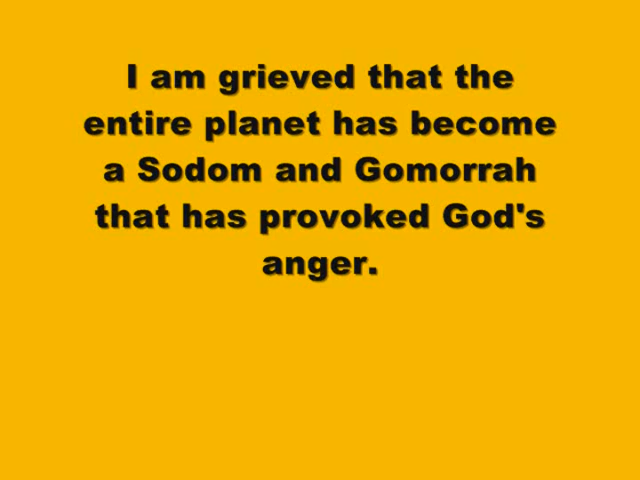 I am grieved that the
entire planet has become
a Sodom and Gomorrah
that has provoked God's
anger.